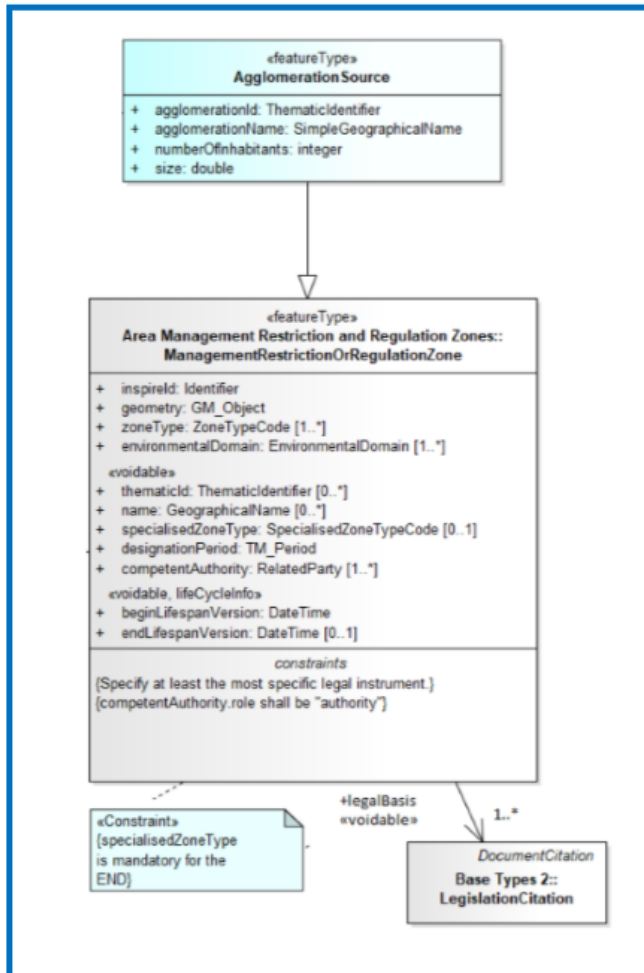 «featureType»
AgglomerationSource
+ agglomerationId: ThematicIdentifier
+ agglomerationName: SimpleGeographicalName
+ numberOfInhabitants: integer
+ size: double
«featureType»
Area Management Restriction and Regulation Zones::
ManagementRestrictionOrRegulationZone
+ inspireId: Identifier
+ geometry: GM_Object
+ zoneType: ZoneTypeCode [1..*]
+ environmentalDomain: EnvironmentalDomain [1..*]
«voidable»
+ thematicId: ThematicIdentifier [0..*]
+ name: GeographicalName [0..*]
+ specialisedZoneType: SpecialisedZoneTypeCode [0..1]
+ designationPeriod: TM_Period
+ competentAuthority: RelatedParty [1..*]
«voidable, lifeCycleInfo»
+ beginLifespanVersion: DateTime
+ endLifespanVersion: DateTime [0..1]
constraints
{Specify at least the most specific legal instrument.}
{competentAuthority.role shall be "authority"}
+legalBasis
«voidable»
1..*
«Constraint»
{specialisedZoneType
is mandatory for the
END}
DocumentCitation
Base Types 2::
LegislationCitation